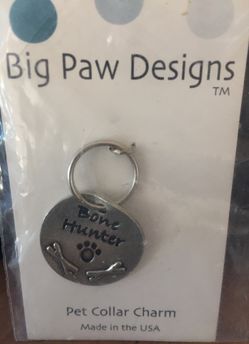 Big Paw Designs
TM
Bone
Hunter
Pet Collar Charm
Made in the USA